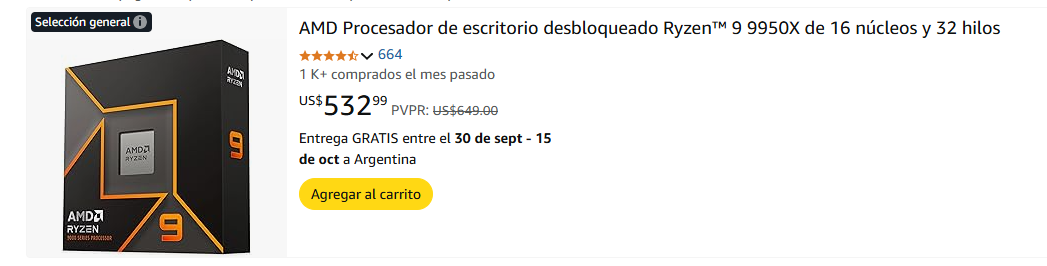 Selección general
AMD Procesador de escritorio desbloqueado Ryzen™ 9 9950X de 16 núcleos y 32 hilos
664
1 K+ comprados el mes pasado
US$532.99 PVPR: US$649.00
Entrega GRATIS entre el 30 de sept - 15
de oct a Argentina
Agregar al carrito
AMD
RYZEN
9
AMD
RYZEN
AMD
RYZEN
9000 SERIES PROCESSOR
9